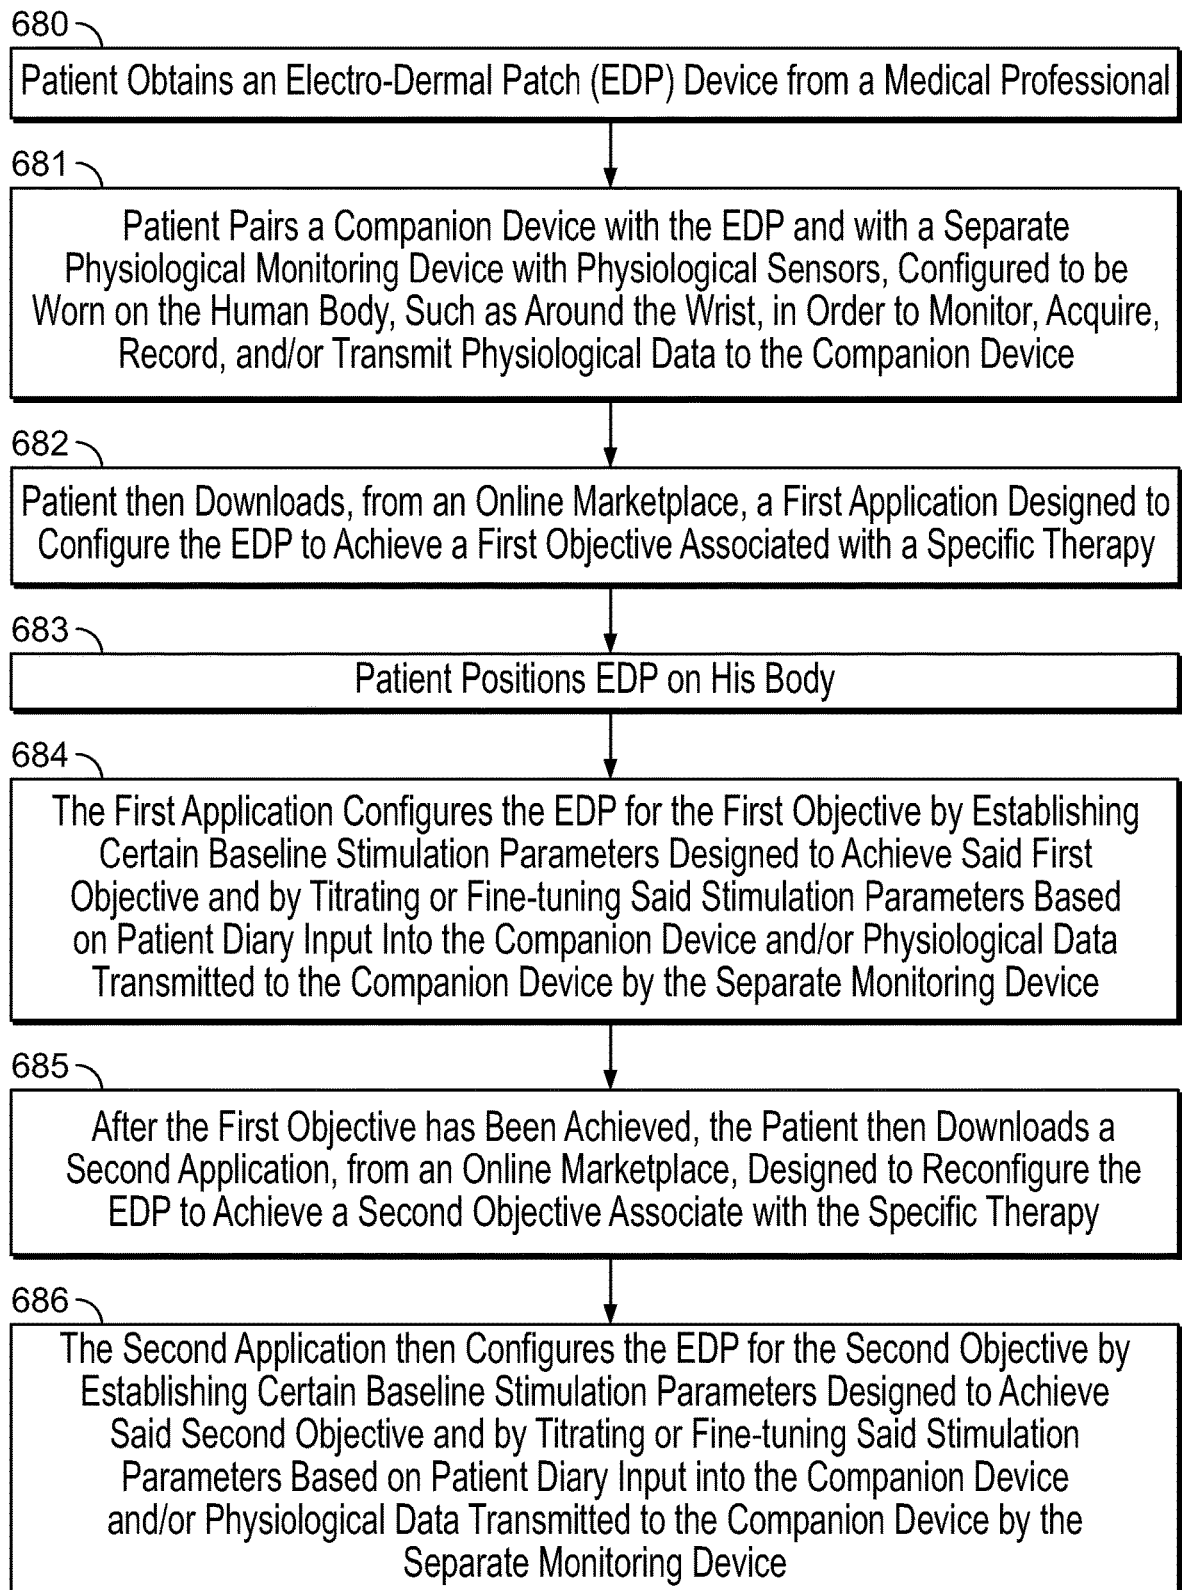 680
Patient Obtains an Electro-Dermal Patch (EDP) Device from a Medical Professional
681
Patient Pairs a Companion Device with the EDP and with a Separate
Physiological Monitoring Device with Physiological Sensors, Configured to be
Worn on the Human Body, Such as Around the Wrist, in Order to Monitor, Acquire,
Record, and/or Transmit Physiological Data to the Companion Device
682
Patient then Downloads, from an Online Marketplace, a First Application Designed to
Configure the EDP to Achieve a First Objective Associated with a Specific Therapy
683
Patient Positions EDP on His Body
684
The First Application Configures the EDP for the First Objective by Establishing
Certain Baseline Stimulation Parameters Designed to Achieve Said First
Objective and by Titrating or Fine-tuning Said Stimulation Parameters Based
on Patient Diary Input Into the Companion Device and/or Physiological Data
Transmitted to the Companion Device by the Separate Monitoring Device
685
After the First Objective has Been Achieved, the Patient then Downloads a
Second Application, from an Online Marketplace, Designed to Reconfigure the
EDP to Achieve a Second Objective Associate with the Specific Therapy
686
The Second Application then Configures the EDP for the Second Objective by
Establishing Certain Baseline Stimulation Parameters Designed to Achieve
Said Second Objective and by Titrating or Fine-tuning Said Stimulation
Parameters Based on Patient Diary Input into the Companion Device
and/or Physiological Data Transmitted to the Companion Device by the
Separate Monitoring Device